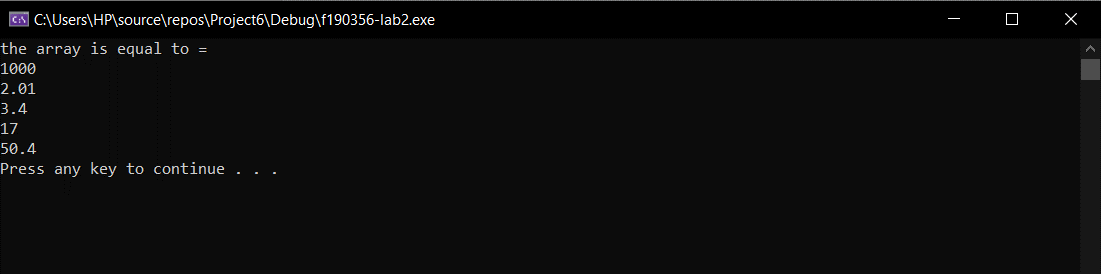 C:\Users\HP\source\repos\Project6\Debug\f190356-lab2.exe
the array is equal to =
1000
2.01
3.4
17
50.4
Press any key to continue . . .